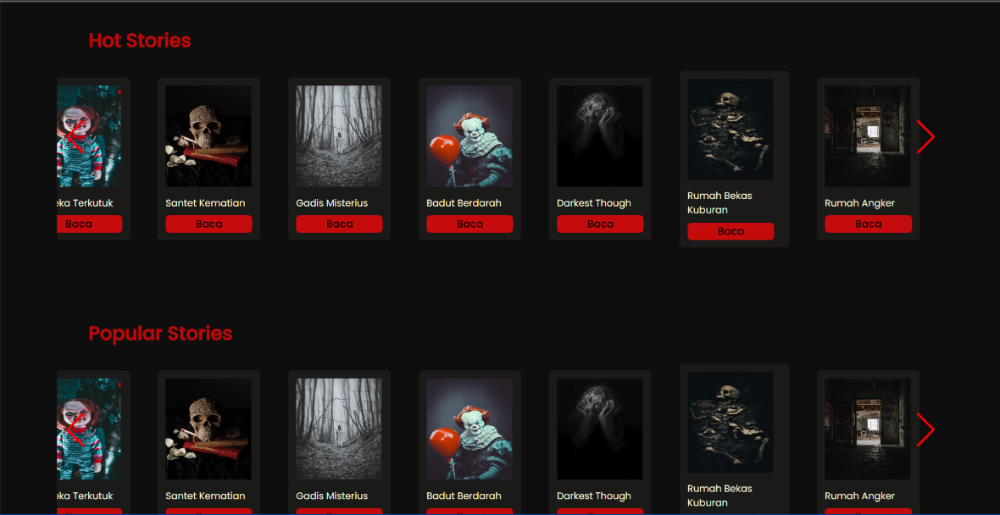 Hot Stories
eka Terkutuk
Santet Kematian
Gadis Misterius
Badut Berdarah
Darkest Though
Rumah Bekas
Kuburan
Rumah Angker
Baca
Baca
Baca
Baca
Baca
Baca
Baca
Popular Stories
eka Terkutuk
Santet Kematian
Gadis Misterius
Badut Berdarah
Darkest Though
Rumah Bekas
Kuburan
Rumah Angker